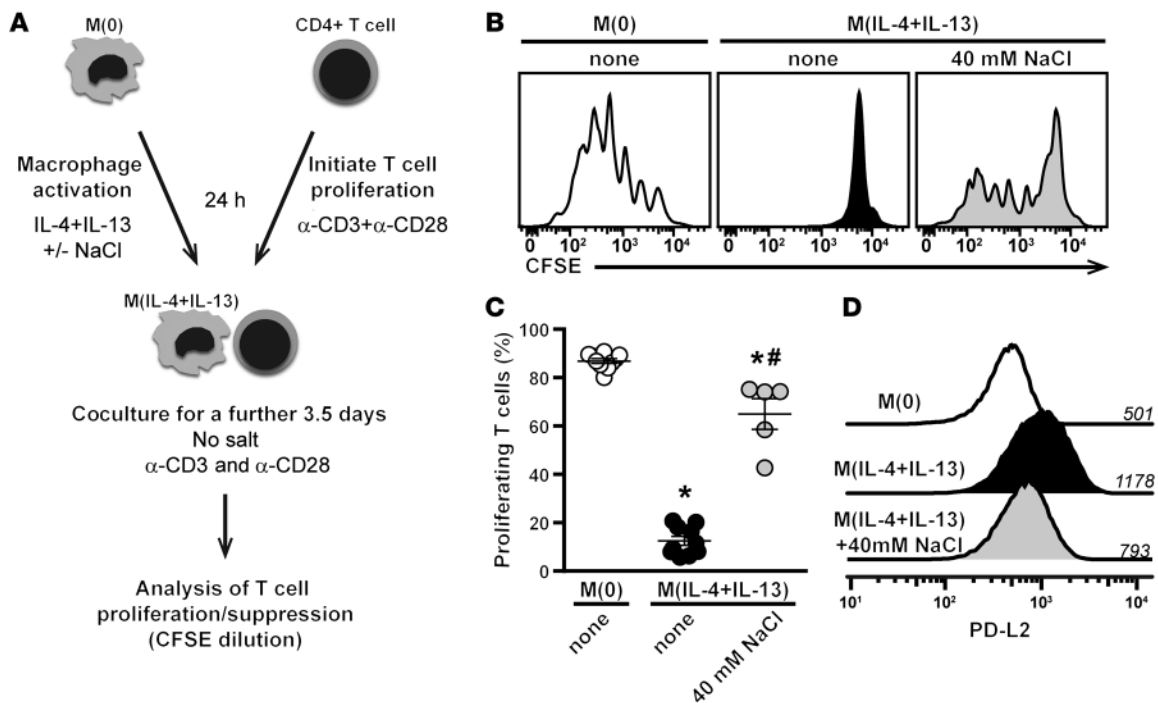 A
M(0)
CD4+ T cell
Macrophage
activation
IL-4+IL-13
+/- NaCl
24 h
Initiate T cell
proliferation
α-CD3+α-CD28
M(IL-4+IL-13)
Coculture for a further 3.5 days
No salt
α-CD3 and α-CD28
Analysis of T cell
proliferation/suppression
(CFSE dilution)
B
M(0)
M(IL-4+IL-13)
none
none
40 mM NaCl
0 10² 10³ 10⁴
0 10² 10³ 10⁴
0 10² 10³ 10⁴
CFSE
C
Proliferating T cells (%)
100
80
60
40
20
0
*
*#
M(0)
M(IL-4+IL-13)
none
none
40 mM NaCl
D
M(0)
501
M(IL-4+IL-13)
1178
M(IL-4+IL-13)
+40mM NaCl
793
10¹ 10² 10³ 10⁴
PD-L2